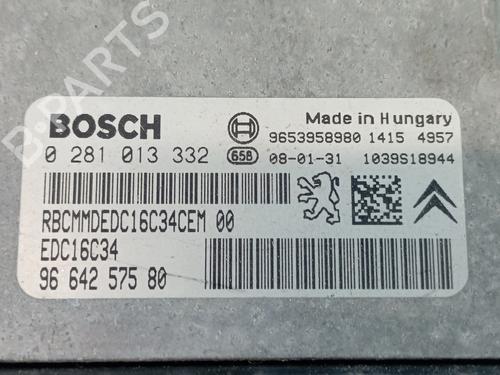 B-PARTS
BOSCH
Made in Hungary
9653958980 1415 4957
0 281 013 332 658 08-01-31 1039S18944
RBCMMDEDC16C34CEM 00
EDC16C34
96 642 575 80